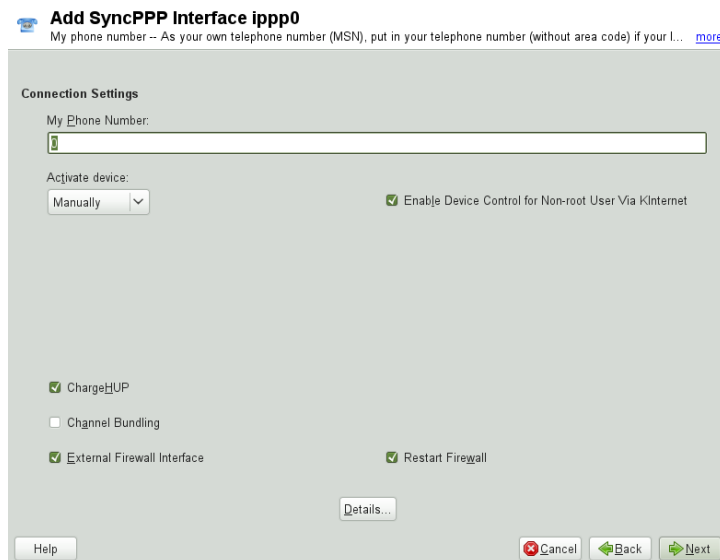 Add SyncPPP Interface ippp0
My phone number -- As your own telephone number (MSN), put in your telephone number (without area code) if your I... more
Connection Settings
My Phone Number:
0
Activate device:
Manually
Enable Device Control for Non-root User Via KInternet
ChargeHUP
Channel Bundling
External Firewall Interface
Restart Firewall
Details...
Help
Cancel
Back
Next